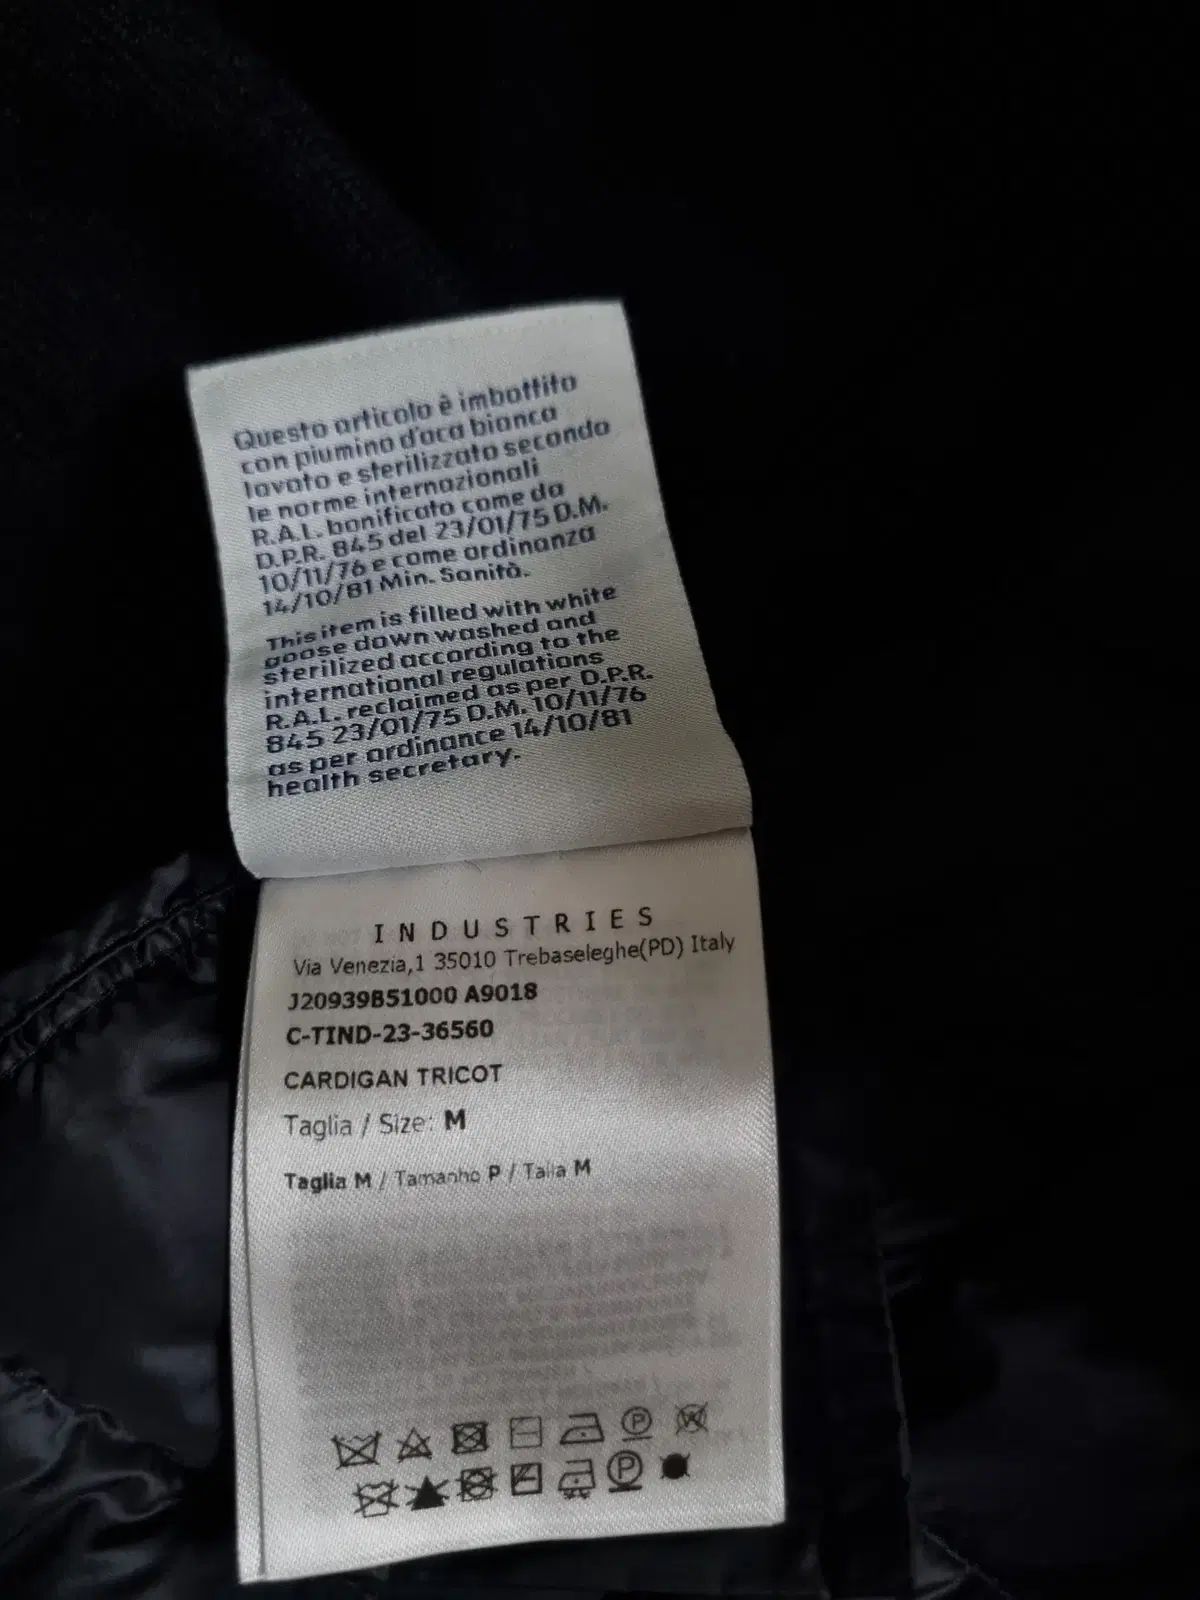 Questo articolo è imbottito
con piumino d'oca bianca
lavato e sterilizzato secondo
le norme internazionali
R.A.L. bonificato come da
D.P.R. 845 del 23/01/75 D.M.
10/11/76 e come ordinanza
14/10/81 Min. Sanità.
This item is filled with white
goose down washed and
sterilized according to the
international regulations
R.A.L. reclaimed as per D.P.R.
845 23/01/75 D.M. 10/11/76
as per ordinance 14/10/81
health secretary.
INDUSTRIES
Via Venezia,1 35010 Trebaseleghe(PD) Italy
J20939B51000 A9018
C-TIND-23-36560
CARDIGAN TRICOT
Taglia / Size: M
Taglia M / Tamanho P / Talla M